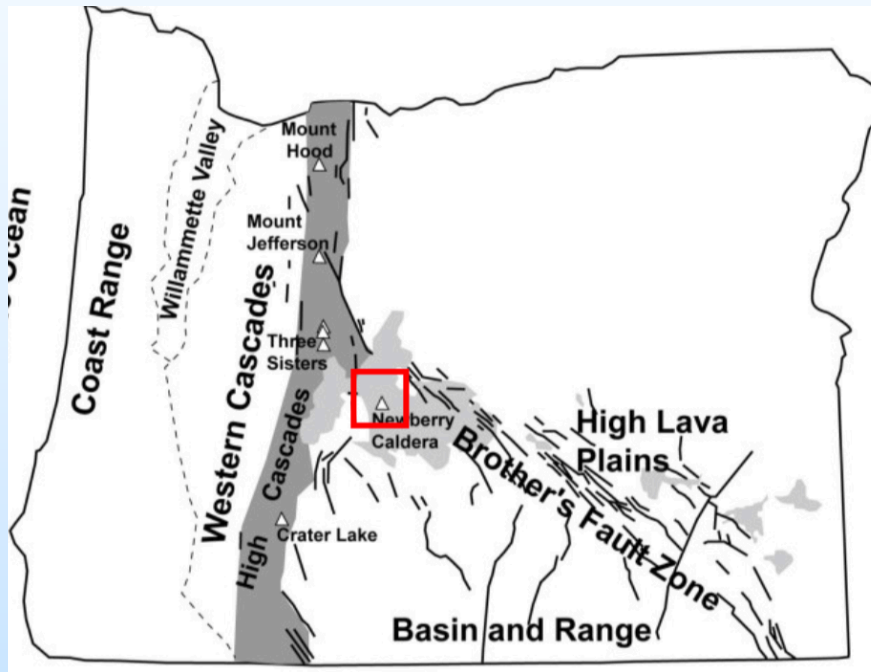 Mount
Hood
Willammette Valley
Mount
Jefferson
Ocean
Coast Range
Western Cascades
Three
Sisters
High Cascades
Newberry
Caldera
Crater Lake
High Lava
Plains
Brother's Fault Zone
Basin and Range